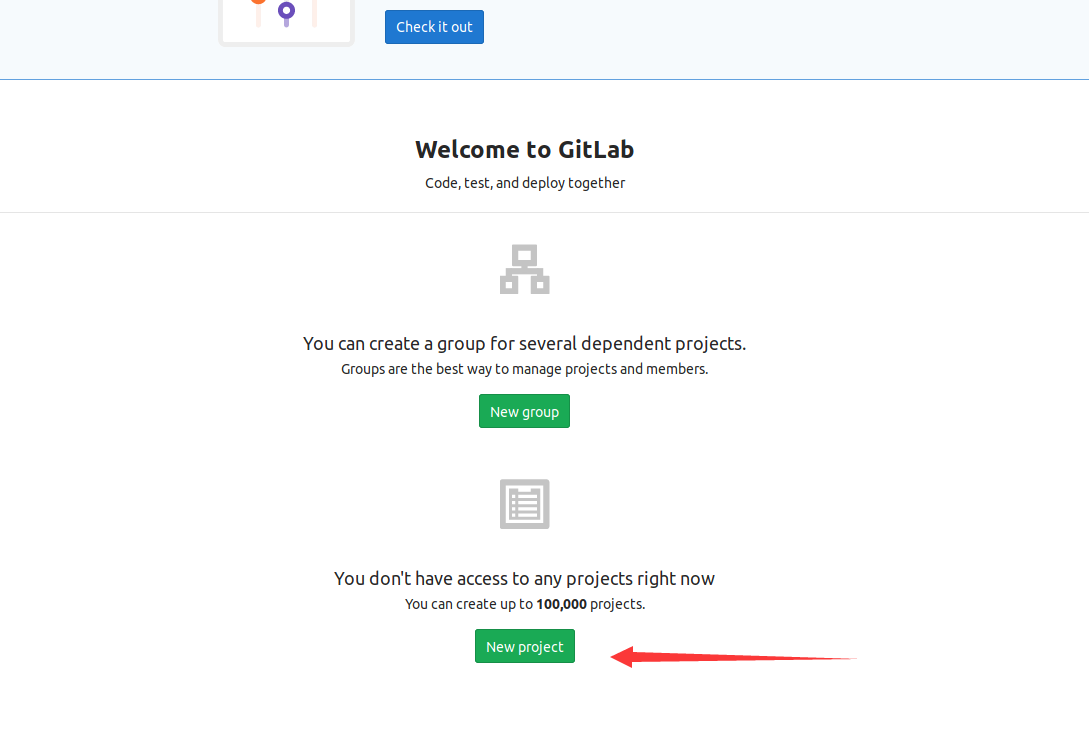 Check it out
Welcome to GitLab
Code, test, and deploy together
You can create a group for several dependent projects.
Groups are the best way to manage projects and members.
New group
You don't have access to any projects right now
You can create up to 100,000 projects.
New project